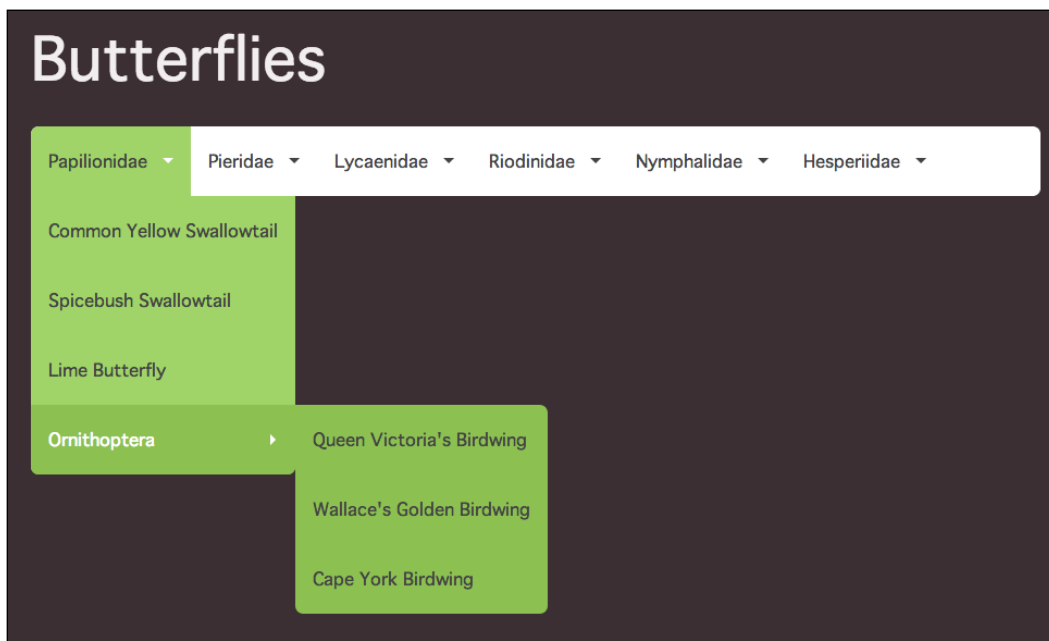 Butterflies
Papilionidae Pieridae Lycaenidae Riodinidae Nymphalidae Hesperiidae
Common Yellow Swallowtail
Spicebush Swallowtail
Lime Butterfly
Ornithoptera Queen Victoria's Birdwing
Wallace's Golden Birdwing
Cape York Birdwing